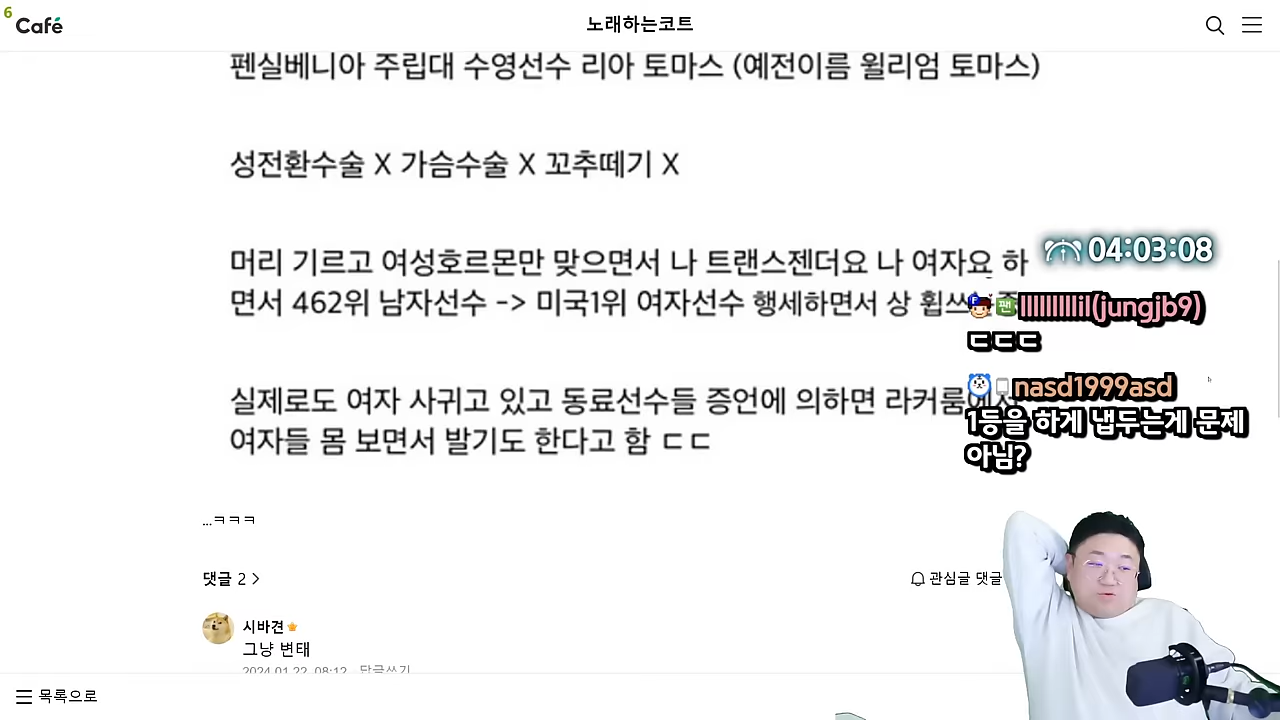 6
Café
노래하는코트
펜실베니아 주립대 수영선수 리아 토마스 (예전이름 윌리엄 토마스)
성전환수술 X 가슴수술 X 꼬추떼기 X
머리 기르고 여성호르몬만 맞으면서 나 트랜스젠더요 나 여자요 하
면서 462위 남자선수 -> 미국1위 여자선수 행세하면서 상 휩쓰
04:03:08
F 팬 llllllllllil(jungjb9)
ㄷㄷㄷ
nasd1999asd
1등을 하게 냅두는게 문제
아님?
실제로도 여자 사귀고 있고 동료선수들 증언에 의하면 라커룸에서
여자들 몸 보면서 발기도 한다고 함 ㄷㄷ
...ㅋㅋㅋ
댓글 2
관심글 댓글
시바견
그냥 변태
2024.01.22. 08:12 답글쓰기
목록으로